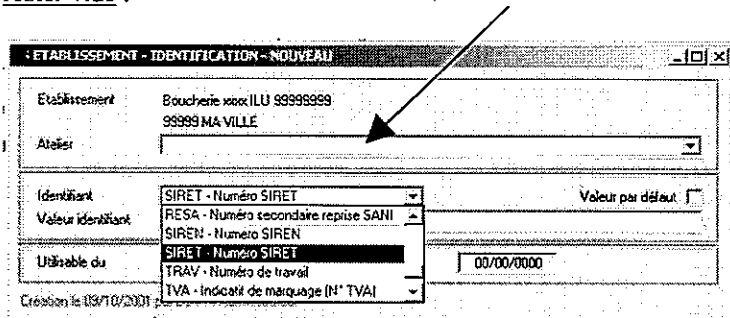 ETABLISSEMENT - IDENTIFICATION - NOUVEAU
Etablissement Boucherie xxxx ILU 99999999
99999 MA VILLE
Atelier
Identifiant SIRET - Numéro SIRET Valeur par défaut
Valeur identifiant RESA - Numéro secondaire reprise SANI
SIREN - Numéro SIREN
SIRET - Numéro SIRET
Utilisable du 00/00/0000
TRAV - Numéro de travail
TVA - Indicatif de marquage (N° TVA)
Création le 09/10/2001